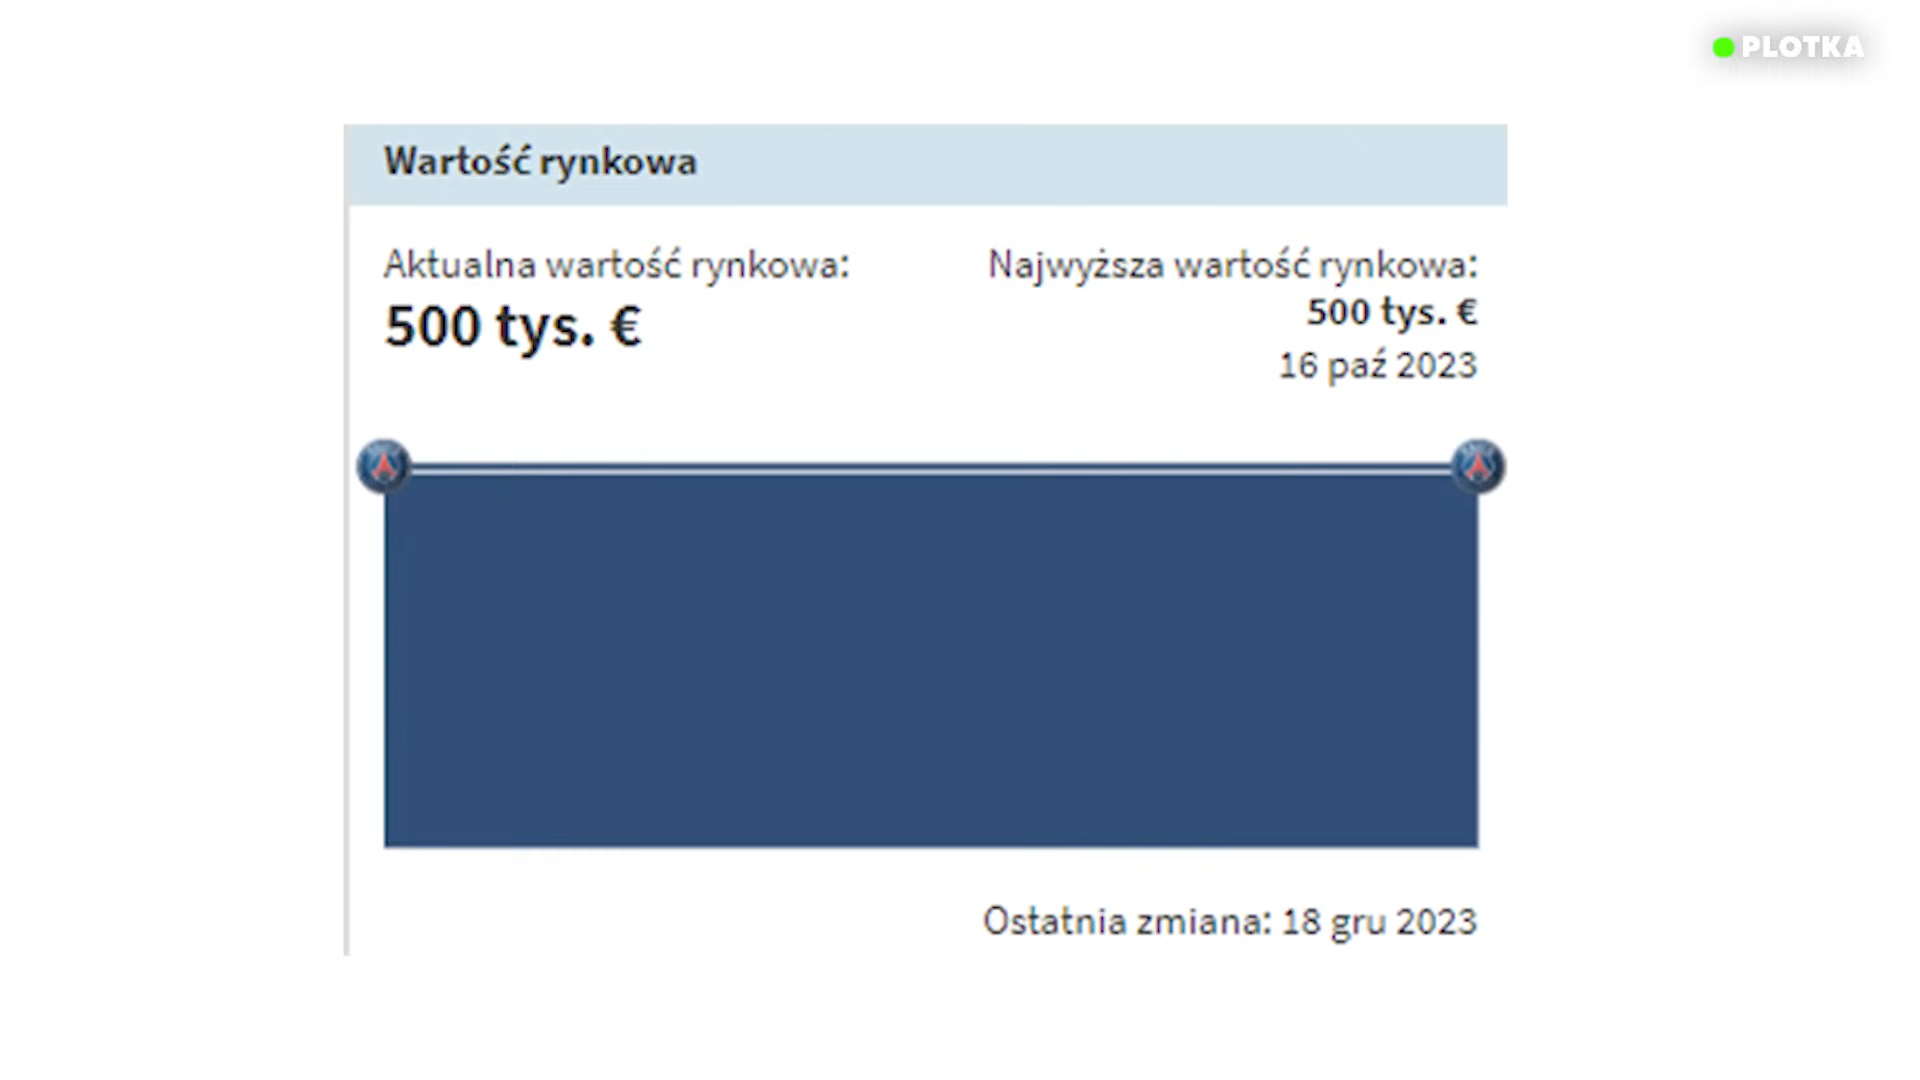 PLOTKA
Wartość rynkowa
Aktualna wartość rynkowa:
500 tys. €
Najwyższa wartość rynkowa:
500 tys. €
16 paź 2023
Ostatnia zmiana: 18 gru 2023